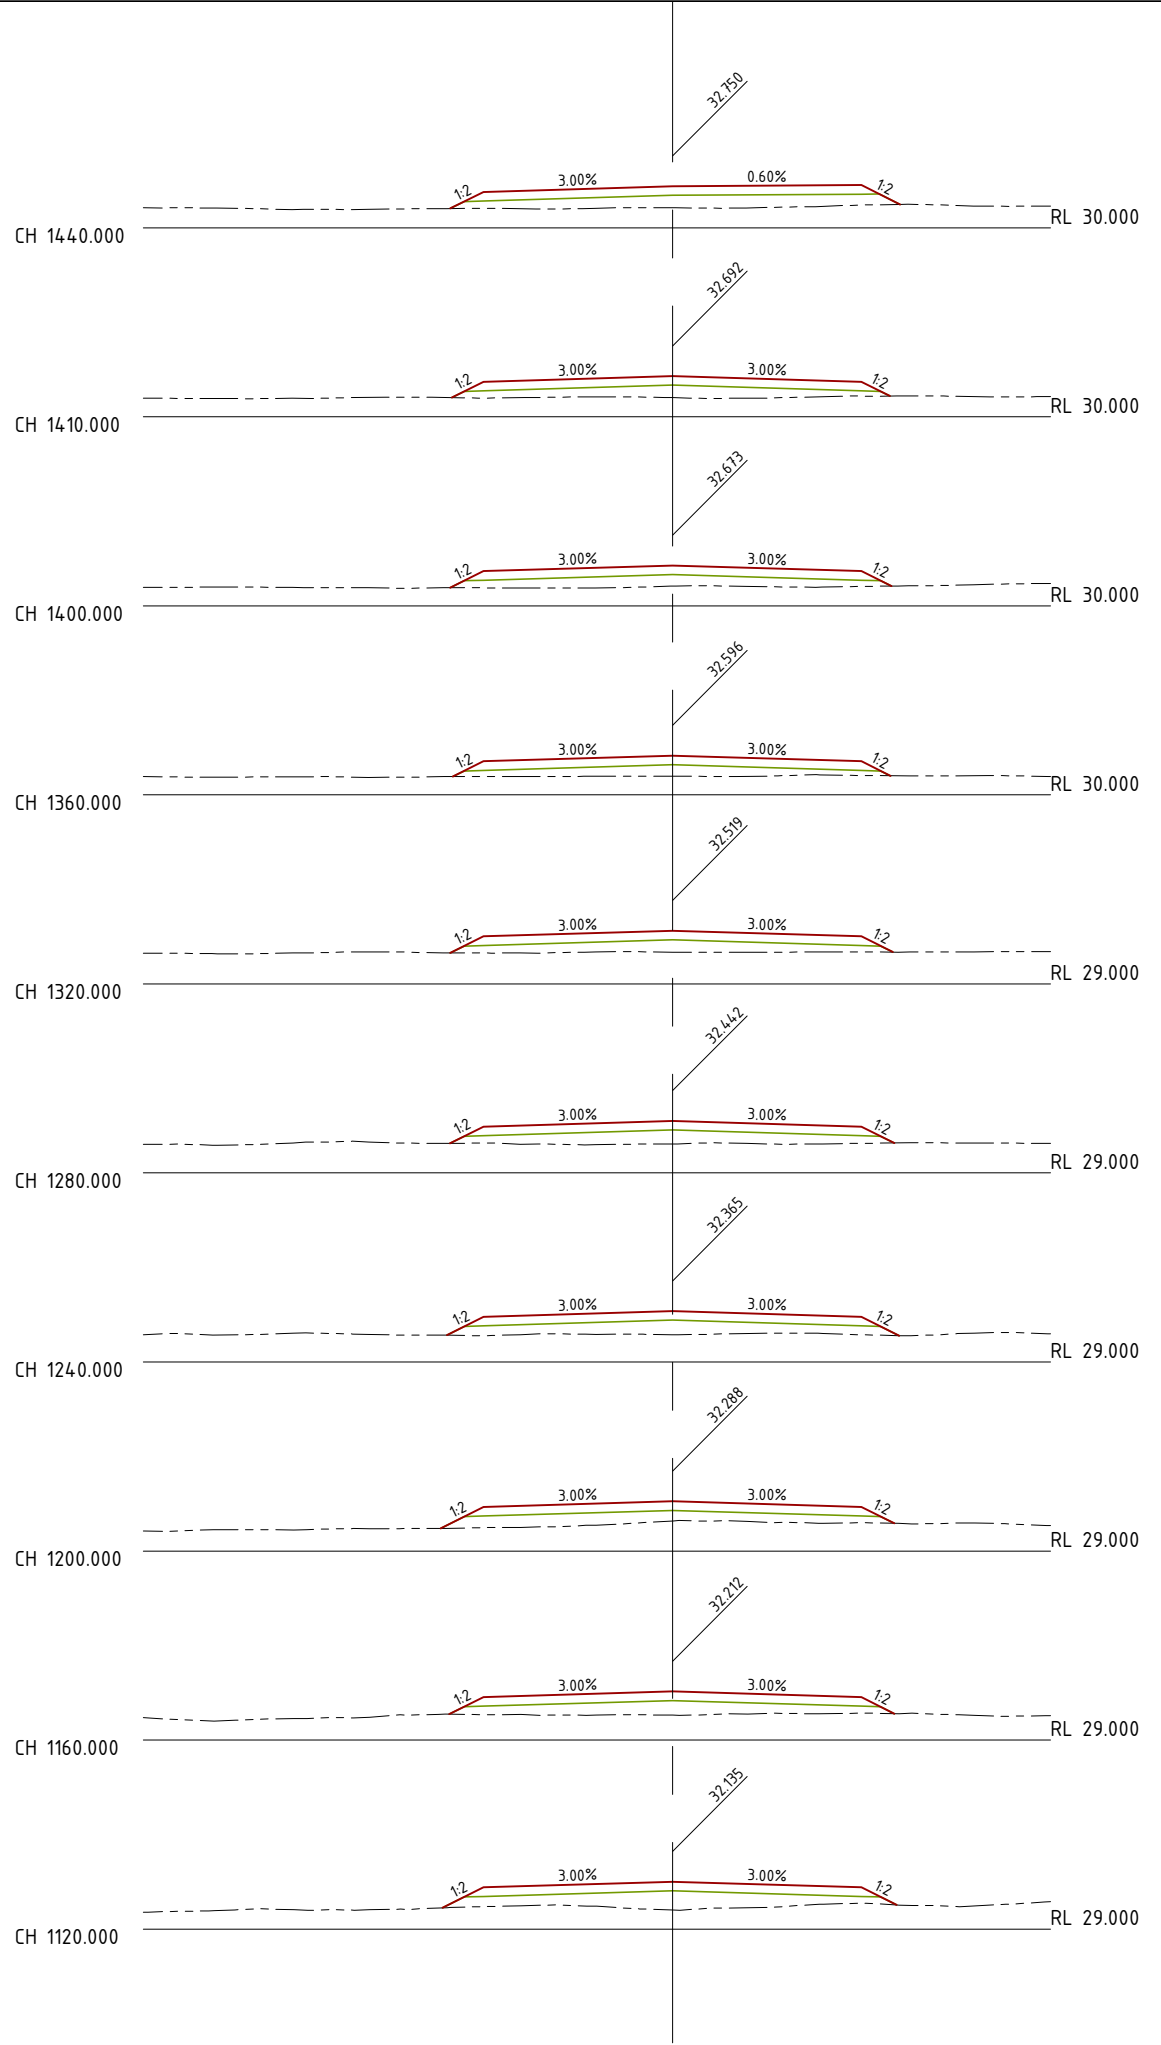 32.750
3.00% 0.60%
1:2 1:2
RL 30.000
CH 1440.000
32.692
3.00% 3.00%
1:2 1:2
RL 30.000
CH 1410.000
32.673
3.00% 3.00%
1:2 1:2
RL 30.000
CH 1400.000
32.596
3.00% 3.00%
1:2 1:2
RL 30.000
CH 1360.000
32.519
3.00% 3.00%
1:2 1:2
RL 29.000
CH 1320.000
32.442
3.00% 3.00%
1:2 1:2
RL 29.000
CH 1280.000
32.365
3.00% 3.00%
1:2 1:2
RL 29.000
CH 1240.000
32.288
3.00% 3.00%
1:2 1:2
RL 29.000
CH 1200.000
32.212
3.00% 3.00%
1:2 1:2
RL 29.000
CH 1160.000
32.135
3.00% 3.00%
1:2 1:2
RL 29.000
CH 1120.000